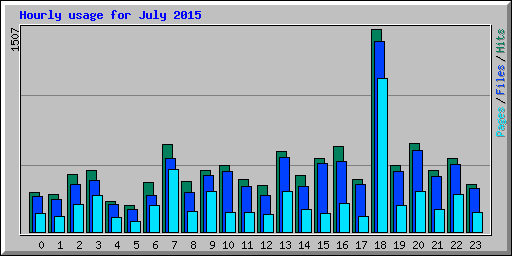 Hourly usage for July 2015
1507
Pages / Files / Hits
0 1 2 3 4 5 6 7 8 9 10 11 12 13 14 15 16 17 18 19 20 21 22 23